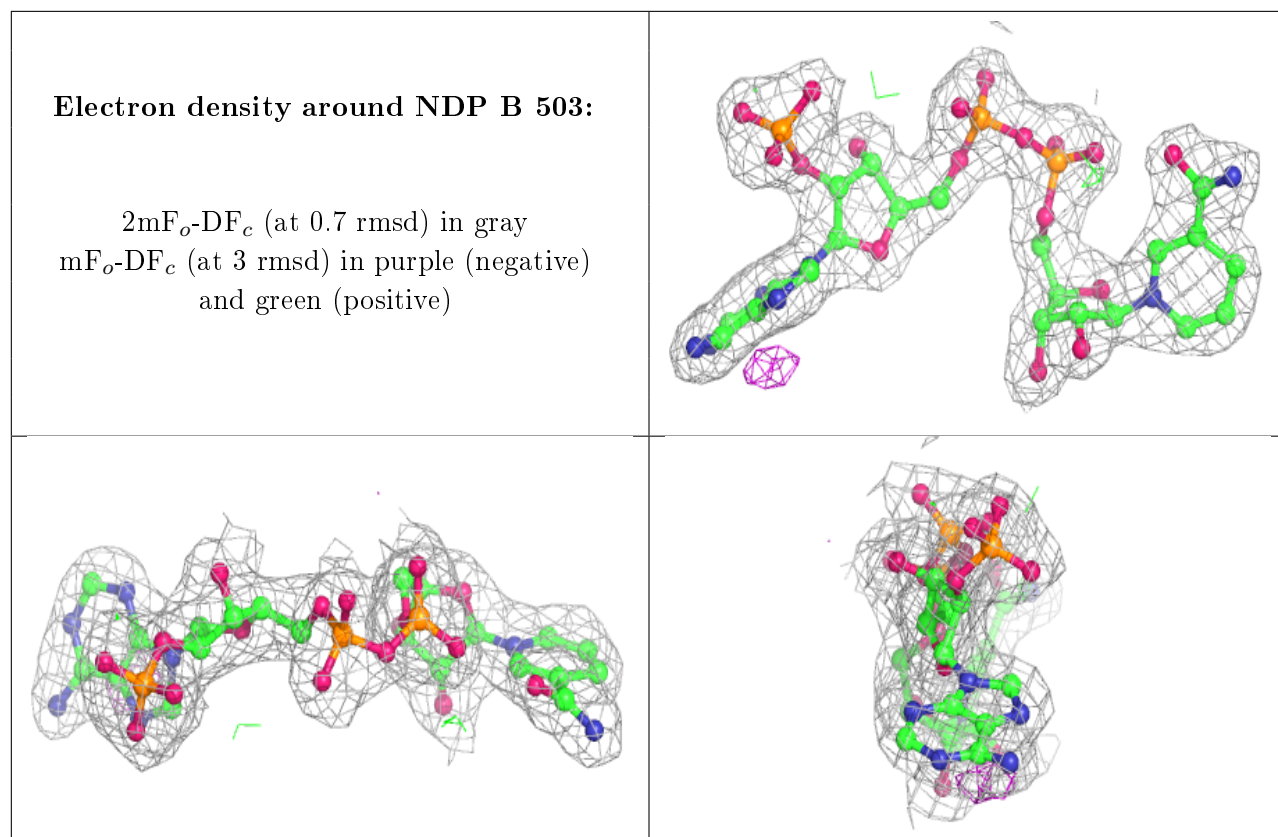 Electron density around NDP B 503:
2mFo-DFc (at 0.7 rmsd) in gray
mFo-DFc (at 3 rmsd) in purple (negative)
and green (positive)